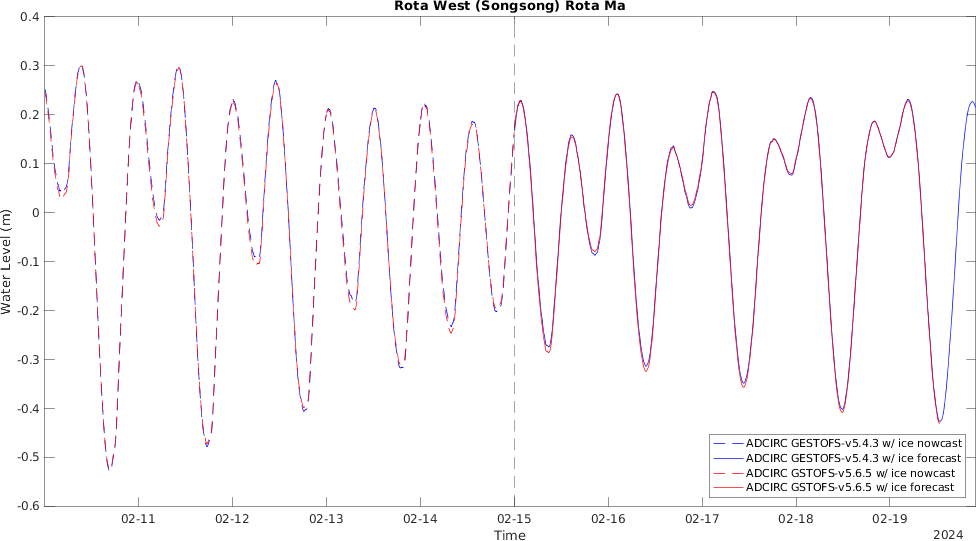 Rota West (Songsong) Rota Ma
0.4
0.3
0.2
0.1
0
-0.1
-0.2
-0.3
-0.4
-0.5
-0.6
Water Level (m)
ADCIRC GESTOFS-v5.4.3 w/ ice nowcast
ADCIRC GESTOFS-v5.4.3 w/ ice forecast
ADCIRC GSTOFS-v5.6.5 w/ ice nowcast
ADCIRC GSTOFS-v5.6.5 w/ ice forecast
02-11 02-12 02-13 02-14 02-15 02-16 02-17 02-18 02-19
Time
2024